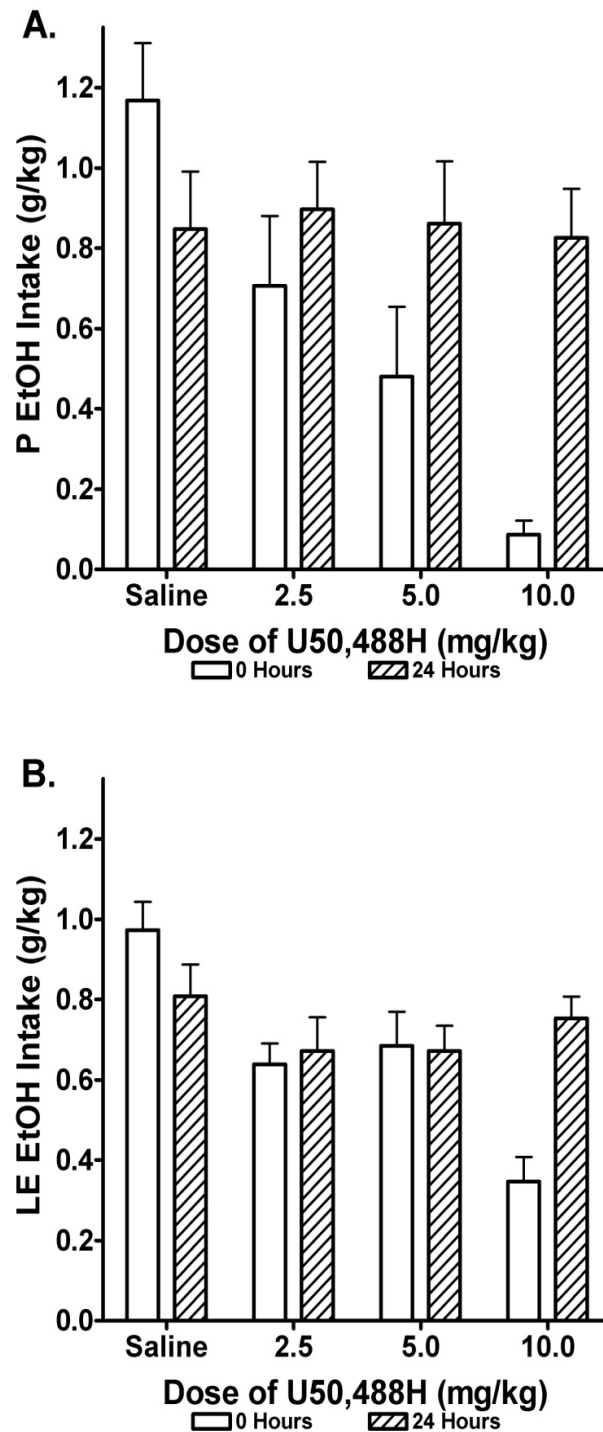 A.
P EtOH Intake (g/kg)
1.2
1.0
0.8
0.6
0.4
0.2
0.0
Saline 2.5 5.0 10.0
Dose of U50,488H (mg/kg)
0 Hours 24 Hours
B.
LE EtOH Intake (g/kg)
1.2
1.0
0.8
0.6
0.4
0.2
0.0
Saline 2.5 5.0 10.0
Dose of U50,488H (mg/kg)
0 Hours 24 Hours